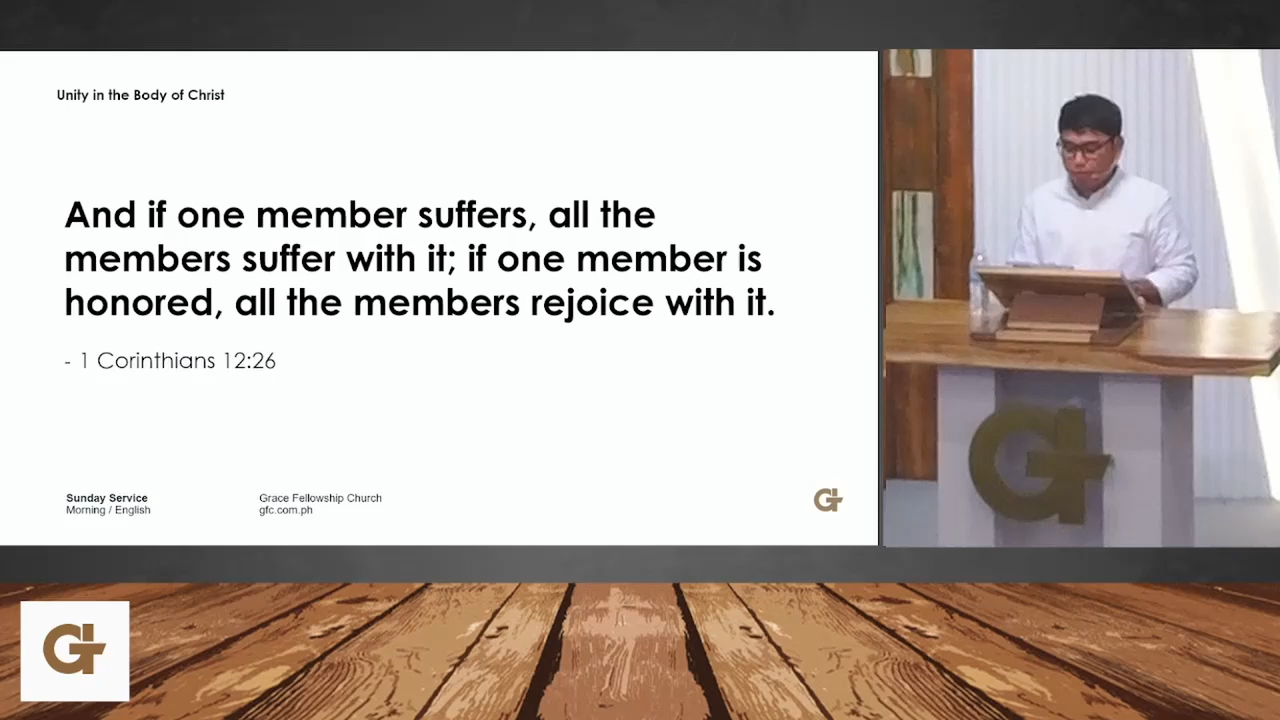 Unity in the Body of Christ
And if one member suffers, all the
members suffer with it; if one member is
honored, all the members rejoice with it.
- 1 Corinthians 12:26
Sunday Service
Morning / English
Grace Fellowship Church
gfc.com.ph